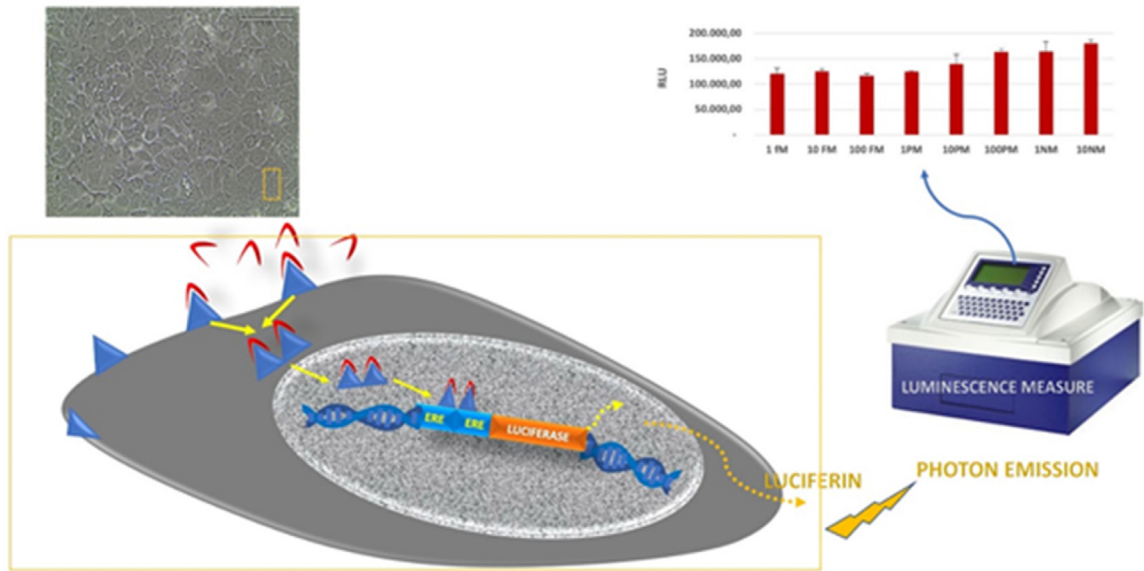 200.000,00
150.000,00
100.000,00
50.000,00
-
RLU
1 fM
10 FM
100 FM
1PM
10PM
100PM
1NM
10NM
LUMINESCENCE MEASURE
ERE
ERE
LUCIFERASE
LUCIFERIN
PHOTON EMISSION